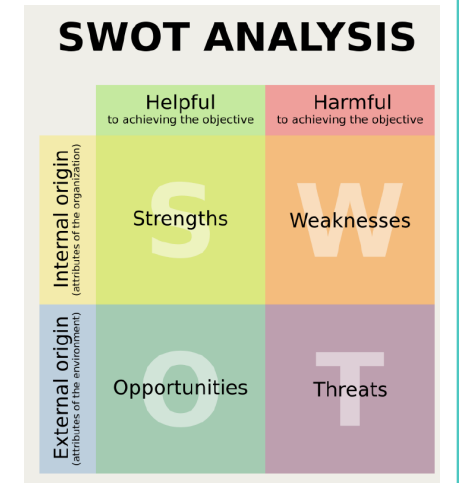 SWOT ANALYSIS
Helpful
to achieving the objective
Harmful
to achieving the objective
Internal origin
(attributes of the organization)
S
Strengths
W
Weaknesses
External origin
(attributes of the environment)
O
Opportunities
T
Threats